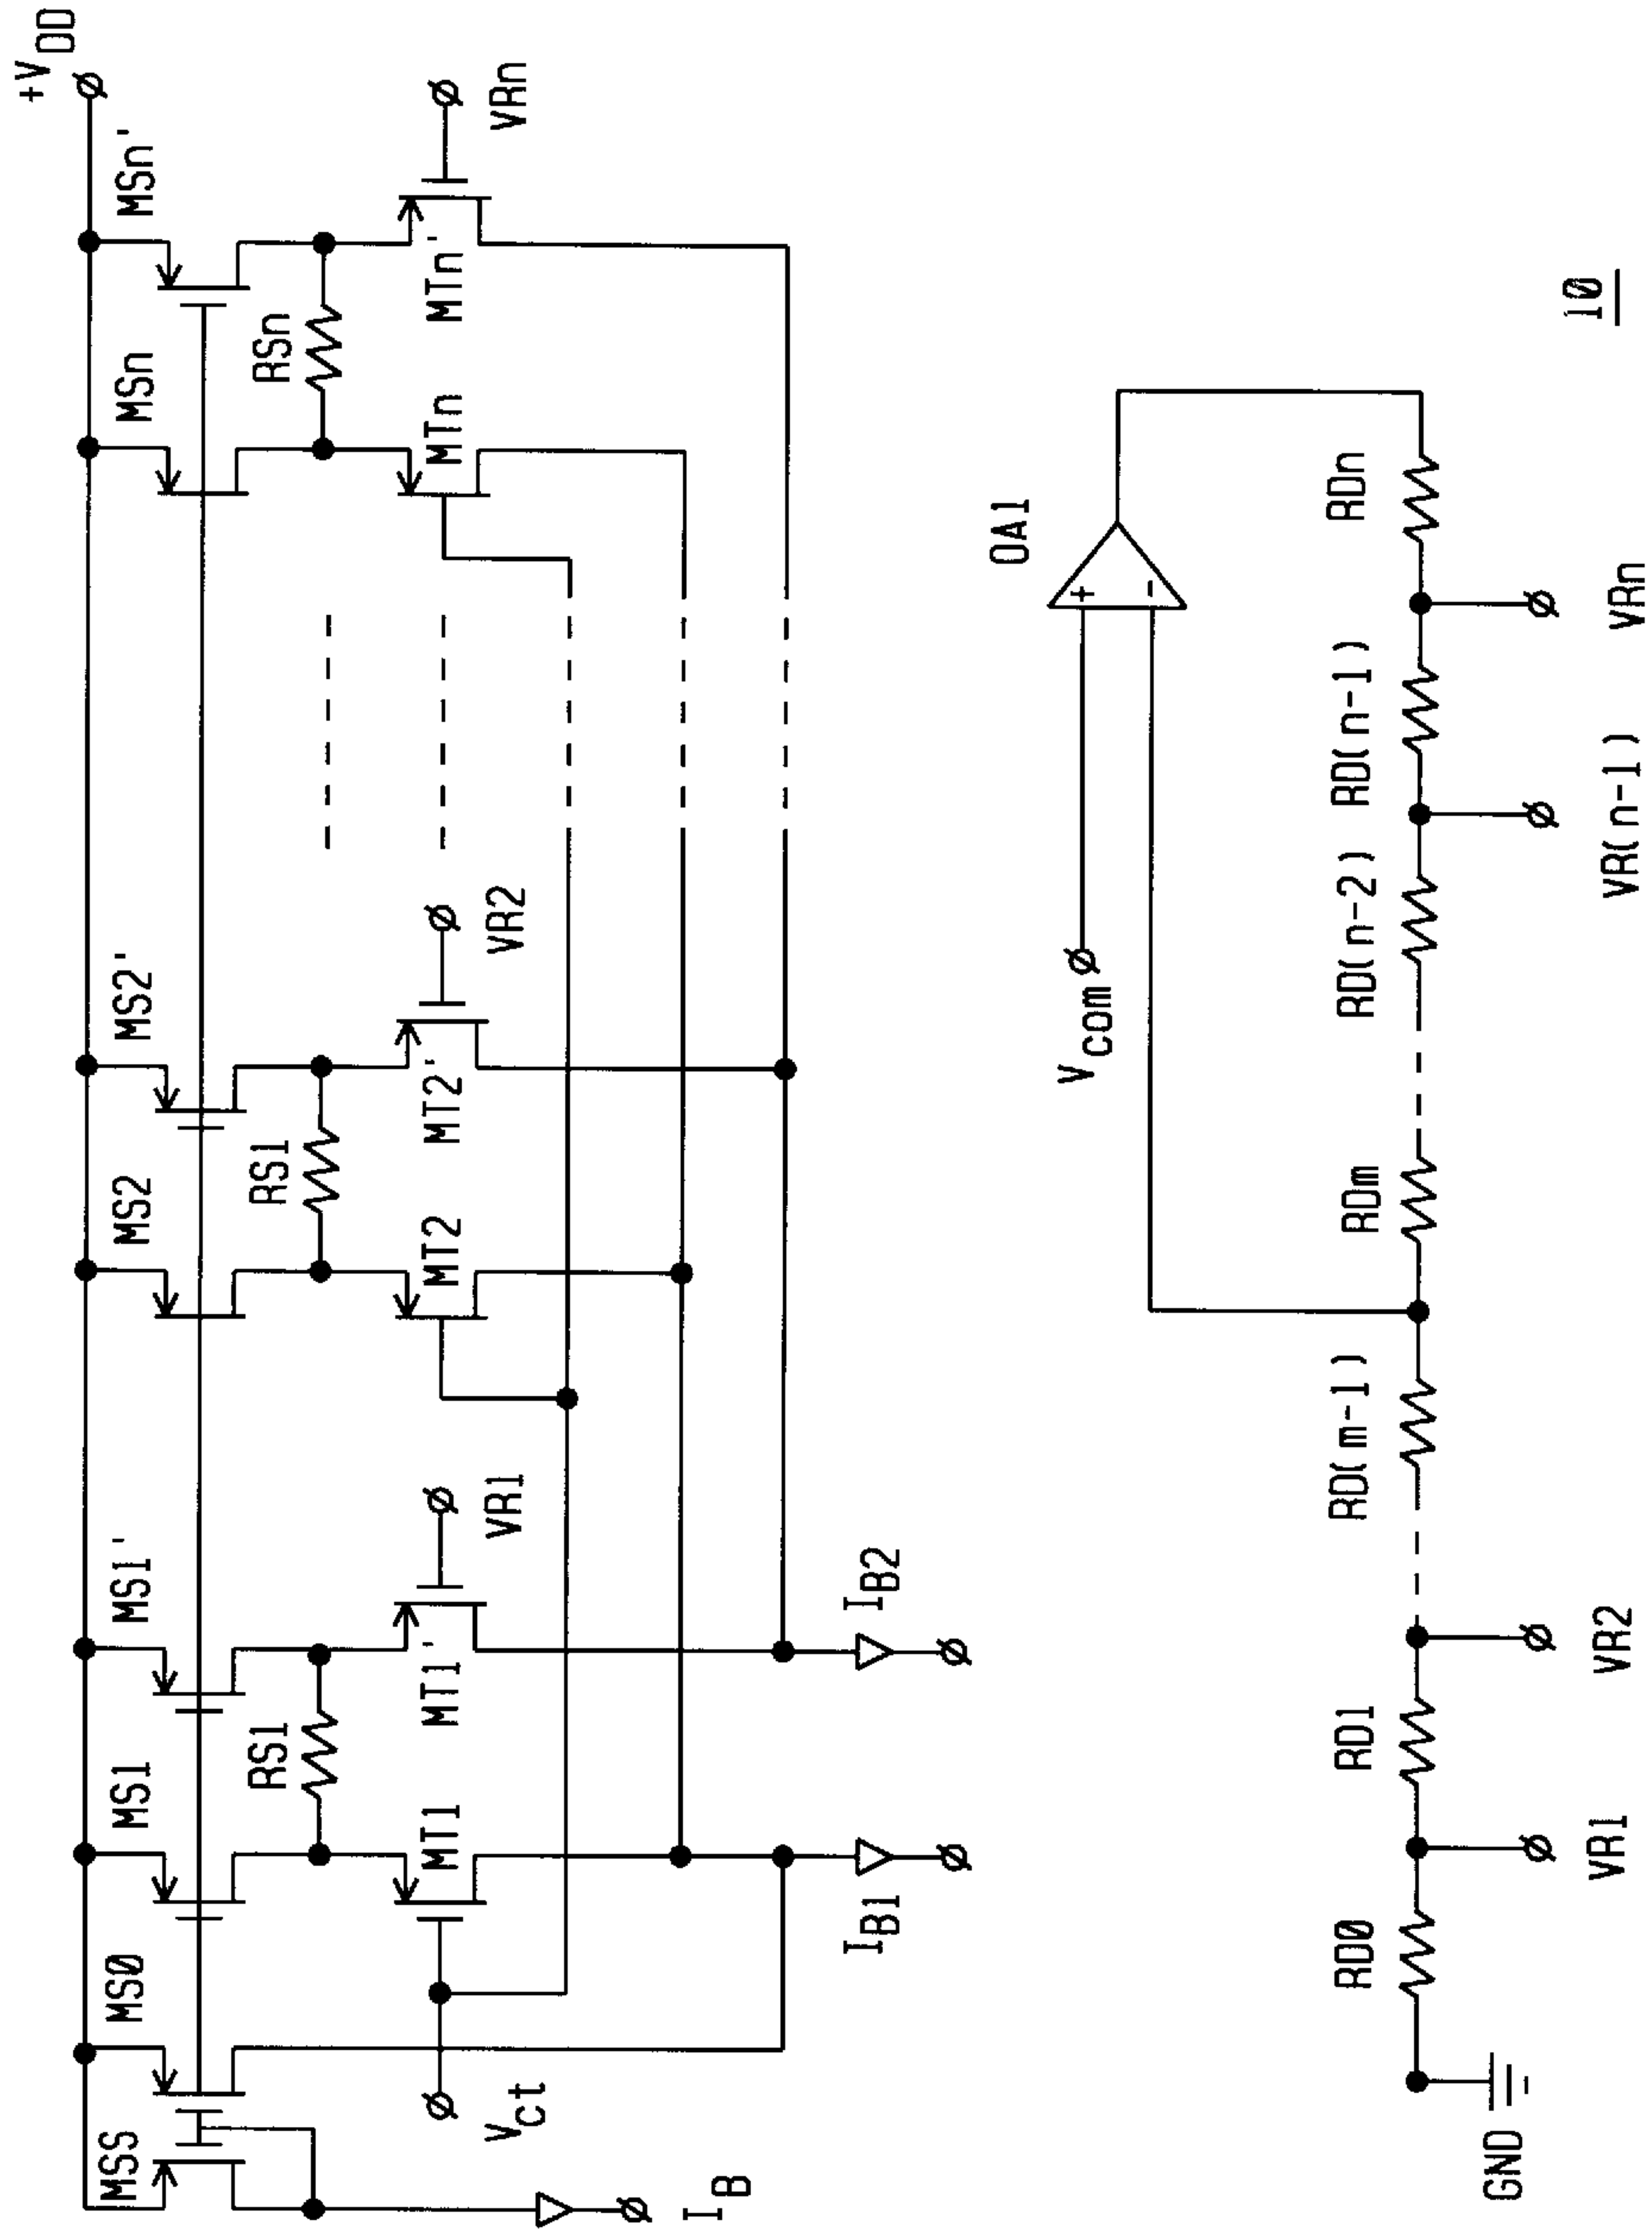 +VDD
MSS
MS0
MS1
MS1'
MS2
MS2'
MSn
MSn'
RS1
RS1
RSn
MT1
MT1'
MT2
MT2'
MTn
MTn'
Vct
VR1
VR2
VRn
IB
IB1
IB2
Vcom
OA1
+
-
RD0
RD1
RD(m-1)
RDm
RD(n-2)
RD(n-1)
RDn
GND
VR1
VR2
VR(n-1)
VRn
10